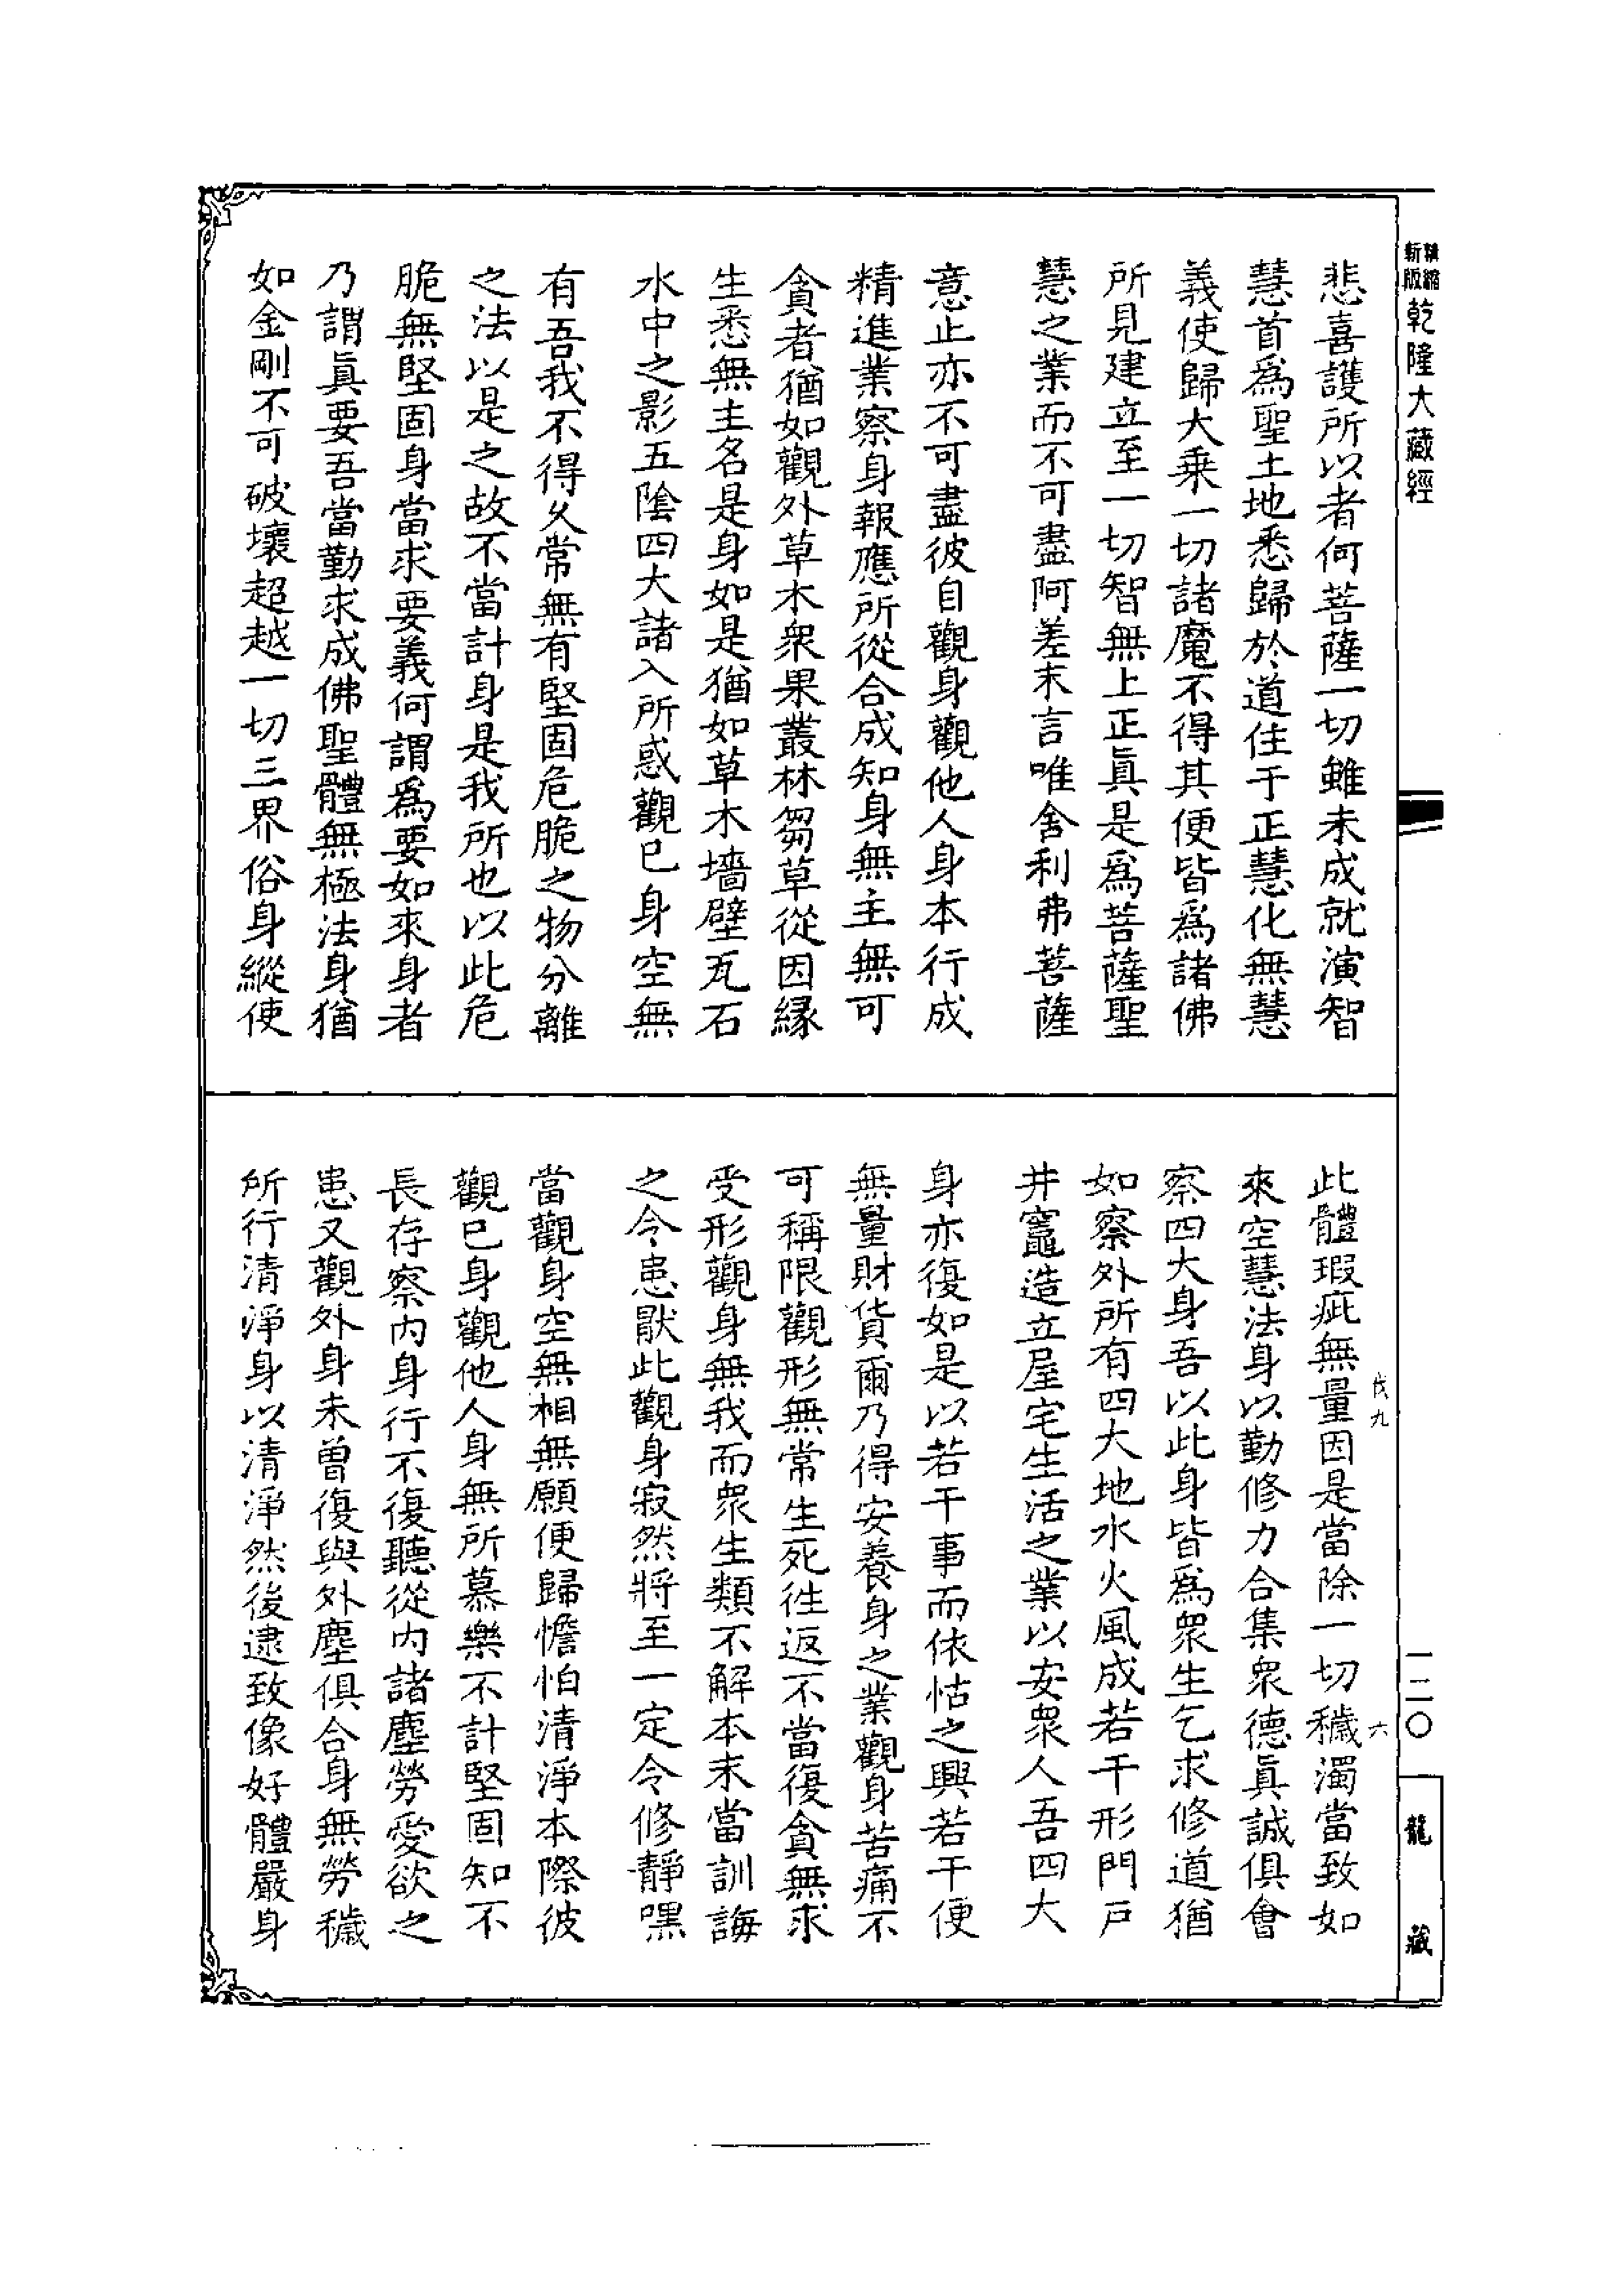 精縮
新版
乾隆大藏經
悲喜護所以者何菩薩一切雖未成就演智
慧首爲聖土地悉歸於道住于正慧化無慧
義使歸大乗一切諸魔不得其便皆爲諸佛
所見建立至一切智無上正眞是爲菩薩聖
慧之業而不可盡阿差末言唯舍利弗菩薩
意止亦不可盡彼自觀身觀他人身本行成
精進業察身報應所從合成知身無主無可
貪者猶如觀外草木衆果叢林芻草從因緣
生悉無主名是身如是猶如草木墻壁瓦石
水中之影五陰四大諸入所惑觀已身空無
有吾我不得久常無有堅固危脆之物分離
之法以是之故不當計身是我所也以此危
脆無堅固身當求要義何謂爲要如來身者
乃謂眞要吾當勤求成佛聖體無極法身猶
如金剛不可破壞超越一切三界俗身縱使
此體瑕疵無量因是當除一切穢濁當致如
來空慧法身以勤修力合集衆德眞誠俱會
察四大身吾以此身皆爲衆生乞求修道猶
如察外所有四大地水火風成若干形門戶
井竈造立屋宅生活之業以安衆人吾四大
身亦復如是以若干事而依怙之興若干便
無量財貨爾乃得安養身之業觀身苦痛不
可稱限觀形無常生死徃返不當復貪無求
受形觀身無我而衆生類不解本末當訓誨
之令患厭此觀身寂然將至一定令修靜嘿
當觀身空無相無願便歸憺怕清淨本際彼
觀已身觀他人身無所慕樂不計堅固知不
長存察內身行不復聽從內諸塵勞愛欲之
患又觀外身未曾復與外塵俱合身無勞穢
所行清淨身以清淨然後逮致像好體嚴身
伐九
六
一二〇
龍藏